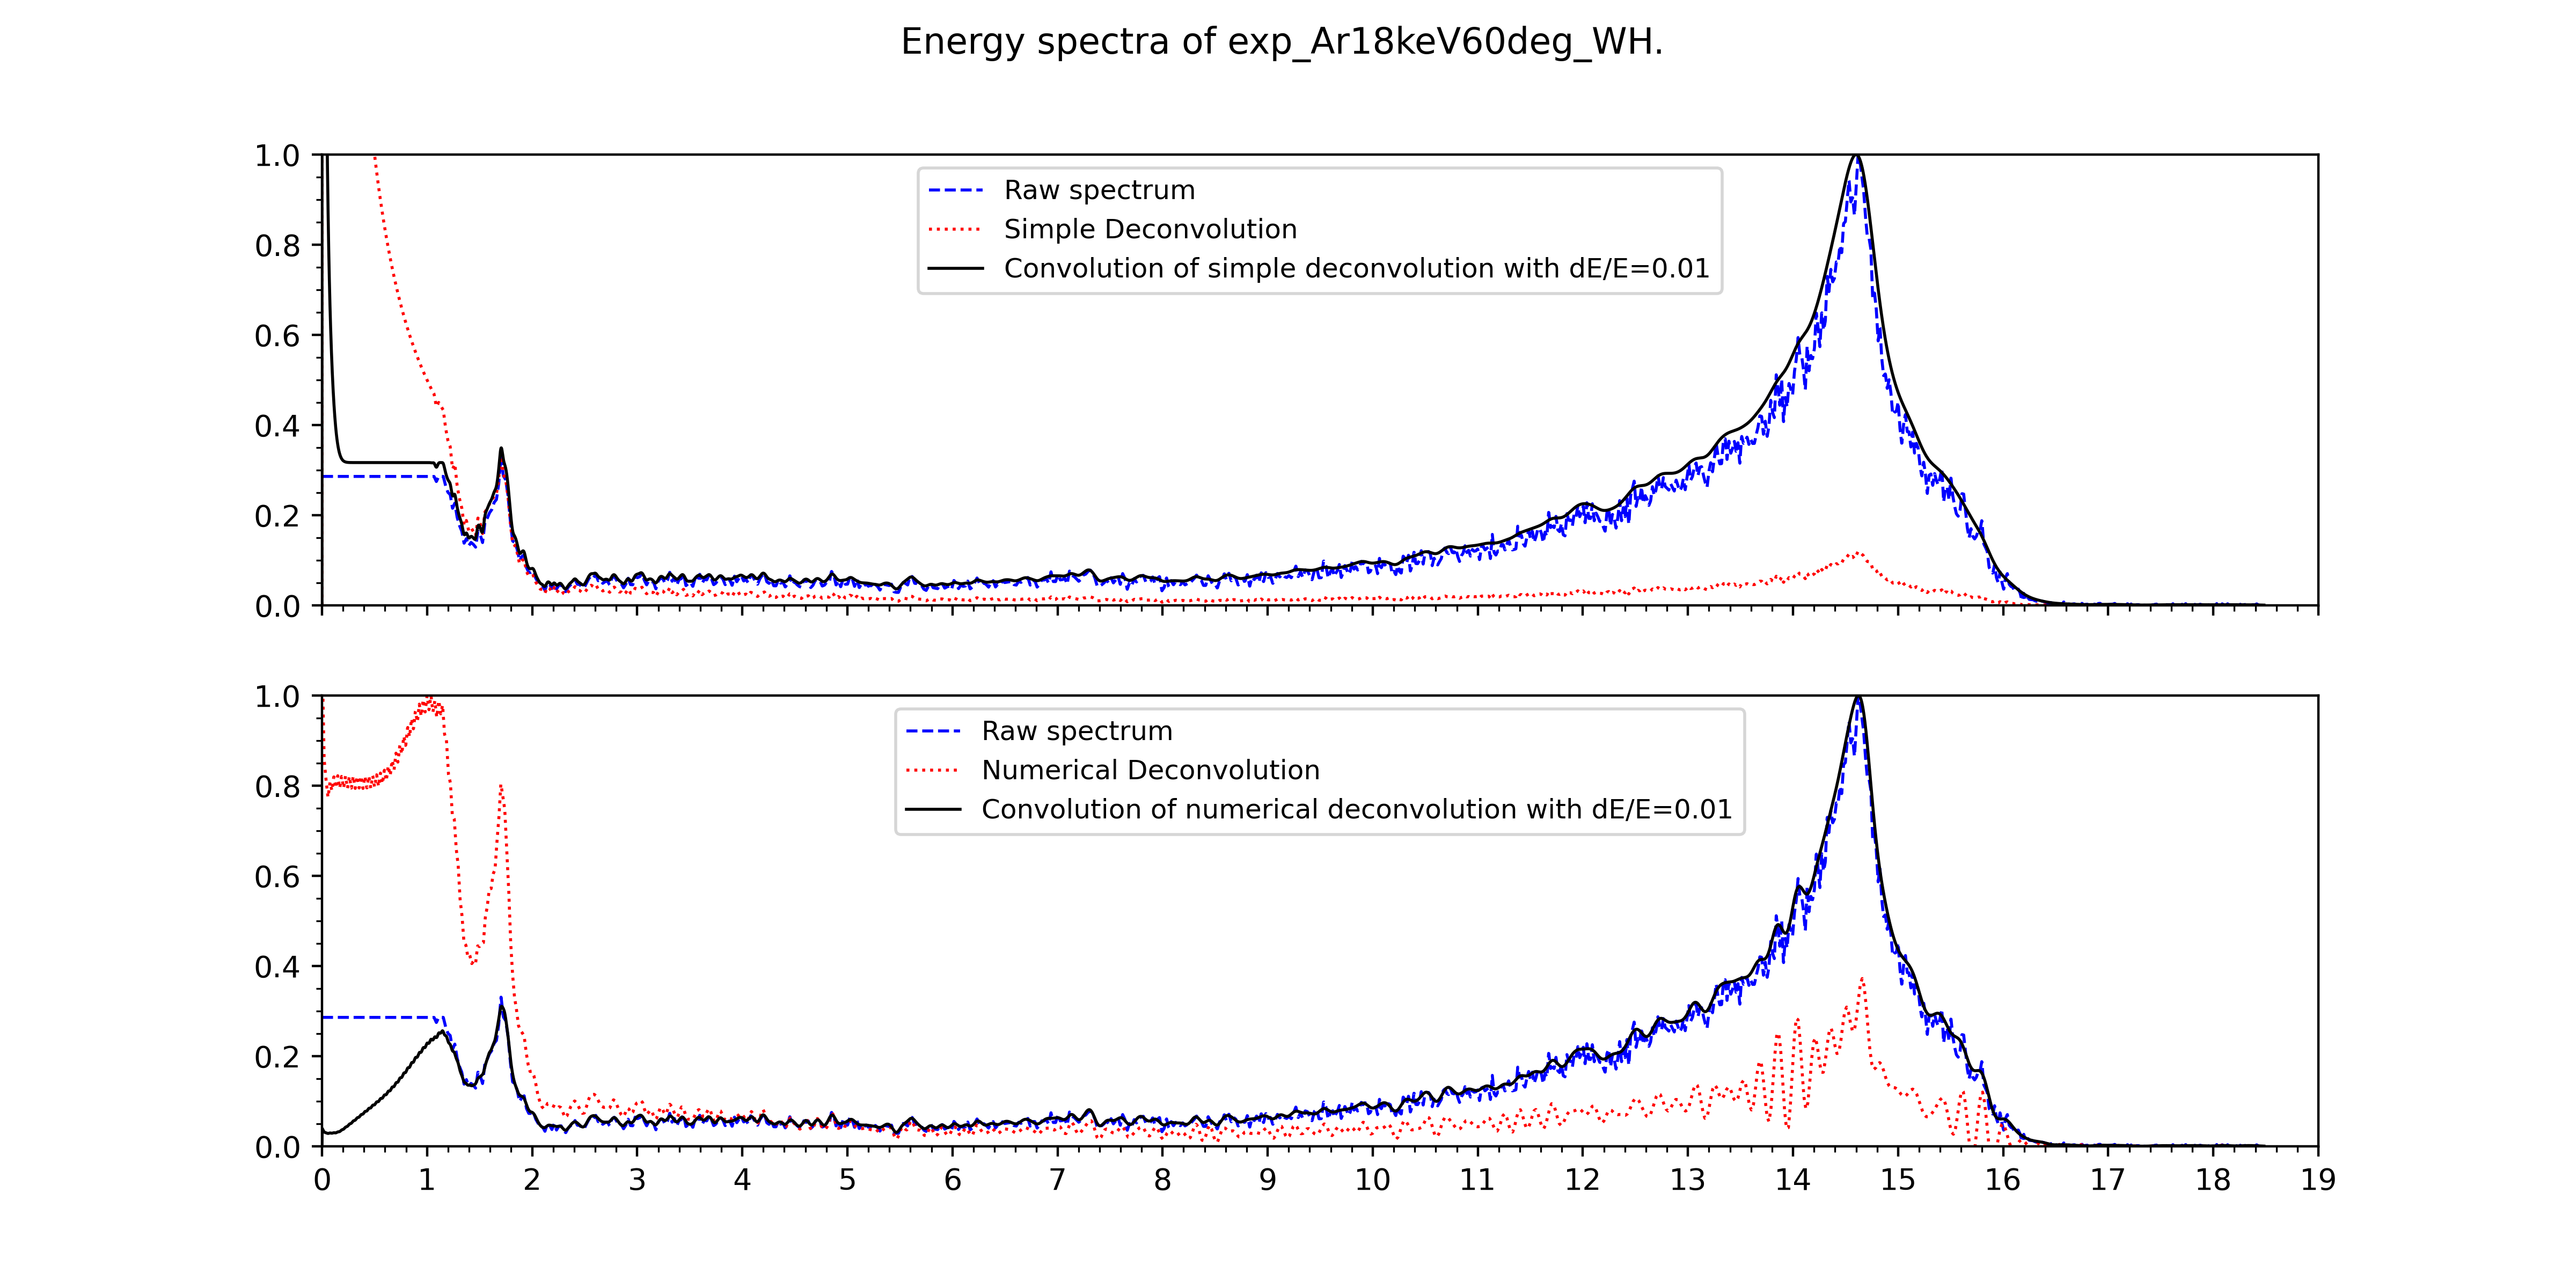 Energy spectra of exp_Ar18keV60deg_WH.
1.0
0.8
0.6
0.4
0.2
0.0
Raw spectrum
Simple Deconvolution
Convolution of simple deconvolution with dE/E=0.01
1.0
0.8
0.6
0.4
0.2
0.0
Raw spectrum
Numerical Deconvolution
Convolution of numerical deconvolution with dE/E=0.01
0 1 2 3 4 5 6 7 8 9 10 11 12 13 14 15 16 17 18 19